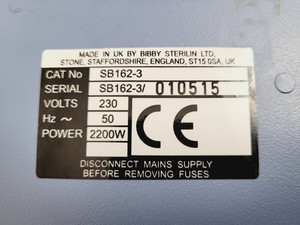 MADE IN UK BY BIBBY STERILIN LTD,
STONE, STAFFORDSHIRE, ENGLAND, ST15 0SA, UK
CAT No SB162-3
SERIAL SB162-3/ 010515
VOLTS 230
Hz ~ 50
POWER 2200W
CE
DISCONNECT MAINS SUPPLY
BEFORE REMOVING FUSES